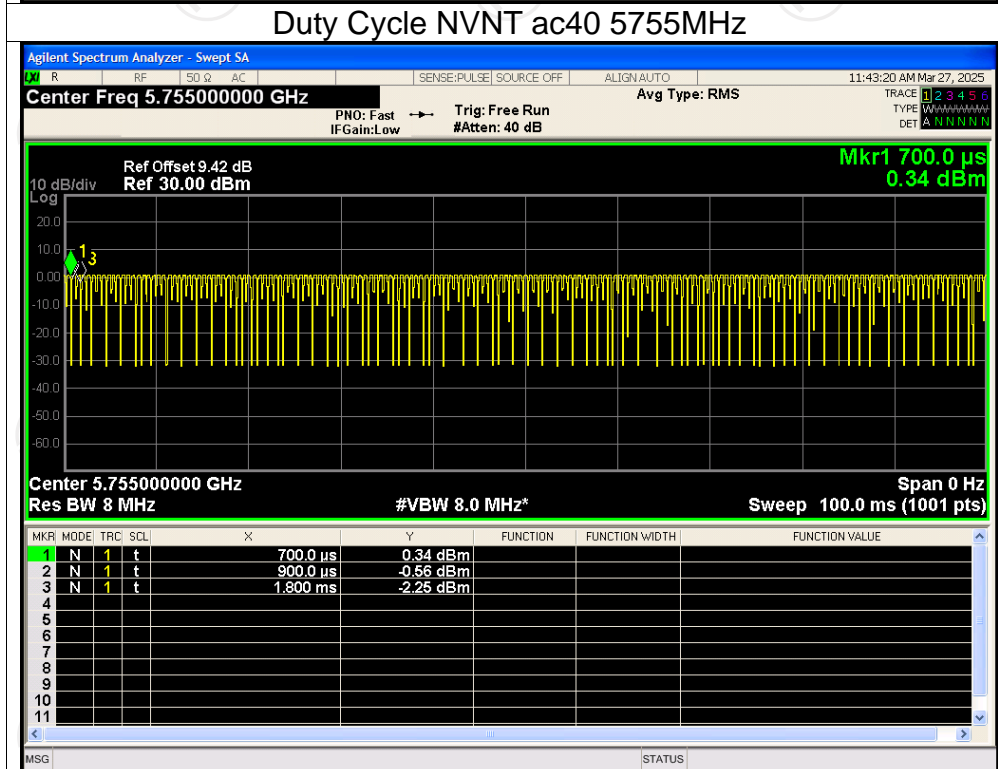 Duty Cycle NVNT ac40 5755MHz
Agilent Spectrum Analyzer - Swept SA
LXI R RF 50 Ω AC SENSE:PULSE SOURCE OFF ALIGN AUTO 11:43:20 AM Mar 27, 2025
Center Freq 5.755000000 GHz Avg Type: RMS TRACE 1 2 3 4 5 6
PNO: Fast Trig: Free Run TYPE WWWWWW
IFGain:Low #Atten: 40 dB DET A N N N N N
Mkr1 700.0 µs
Ref Offset 9.42 dB 0.34 dBm
10 dB/div Ref 30.00 dBm
Log
20.0
10.0
1 3
0.00
-10.0
-20.0
-30.0
-40.0
-50.0
-60.0
Center 5.755000000 GHz Span 0 Hz
Res BW 8 MHz #VBW 8.0 MHz* Sweep 100.0 ms (1001 pts)
MKR MODE TRC SCL X Y FUNCTION FUNCTION WIDTH FUNCTION VALUE
1 N 1 t 700.0 µs 0.34 dBm
2 N 1 t 900.0 µs -0.56 dBm
3 N 1 t 1.800 ms -2.25 dBm
4
5
6
7
8
9
10
11
MSG STATUS